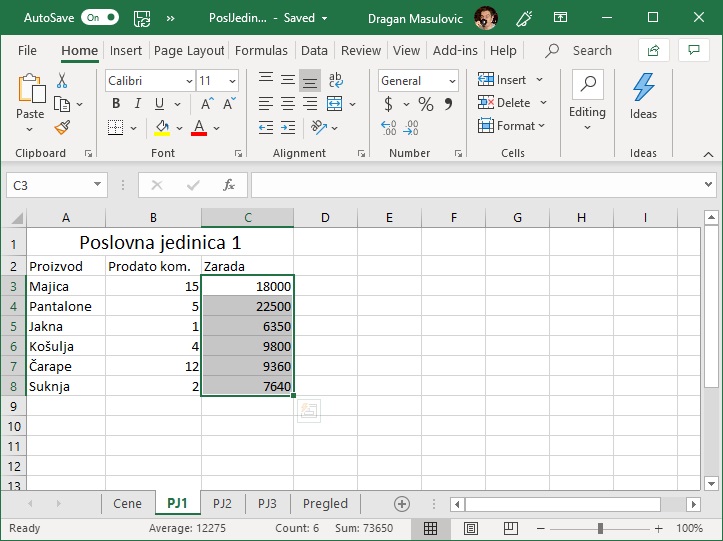 AutoSave On PoslJedin... - Saved Dragan Masulovic
File Home Insert Page Layout Formulas Data Review View Add-ins Help Search
Paste Calibri 11 B I U A A A ab General $ % 9 .00 .00 Insert Delete Format Editing Ideas
Clipboard Font Alignment Number Cells Ideas
C3 fx
A B C D E F G H I
1 Poslovna jedinica 1
2 Proizvod Prodato kom. Zarada
3 Majica 15 18000
4 Pantalone 5 22500
5 Jakna 1 6350
6 Košulja 4 9800
7 Čarape 12 9360
8 Suknja 2 7640
9
10
11
12
13
Cene PJ1 PJ2 PJ3 Pregled
Ready Average: 12275 Count: 6 Sum: 73650 100%